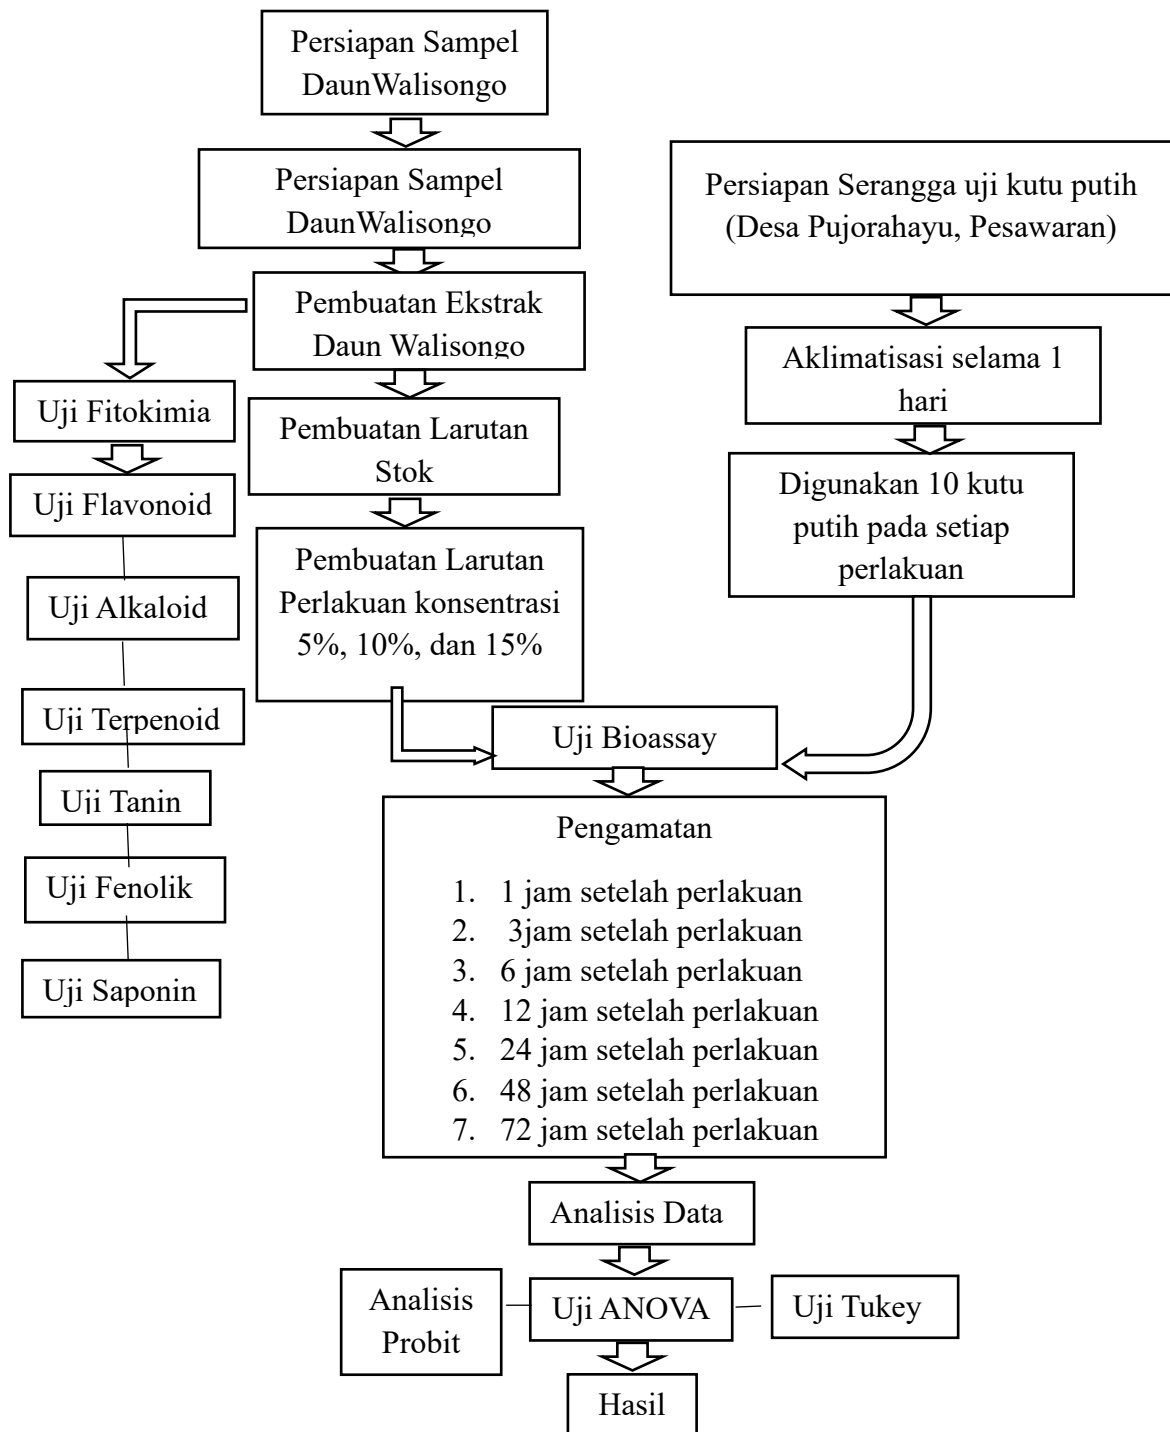 Persiapan Sampel
DaunWalisongo
Persiapan Sampel
DaunWalisongo
Persiapan Serangga uji kutu putih
(Desa Pujorahayu, Pesawaran)
Pembuatan Ekstrak
Daun Walisongo
Aklimatisasi selama 1
hari
Uji Fitokimia
Pembuatan Larutan
Stok
Digunakan 10 kutu
putih pada setiap
perlakuan
Uji Flavonoid
Pembuatan Larutan
Perlakuan konsentrasi
5%, 10%, dan 15%
Uji Alkaloid
Uji Terpenoid
Uji Tanin
Uji Fenolik
Uji Saponin
Uji Bioassay
Pengamatan
1. 1 jam setelah perlakuan
2. 3jam setelah perlakuan
3. 6 jam setelah perlakuan
4. 12 jam setelah perlakuan
5. 24 jam setelah perlakuan
6. 48 jam setelah perlakuan
7. 72 jam setelah perlakuan
Analisis Data
Analisis
Probit
Uji ANOVA
Uji Tukey
Hasil